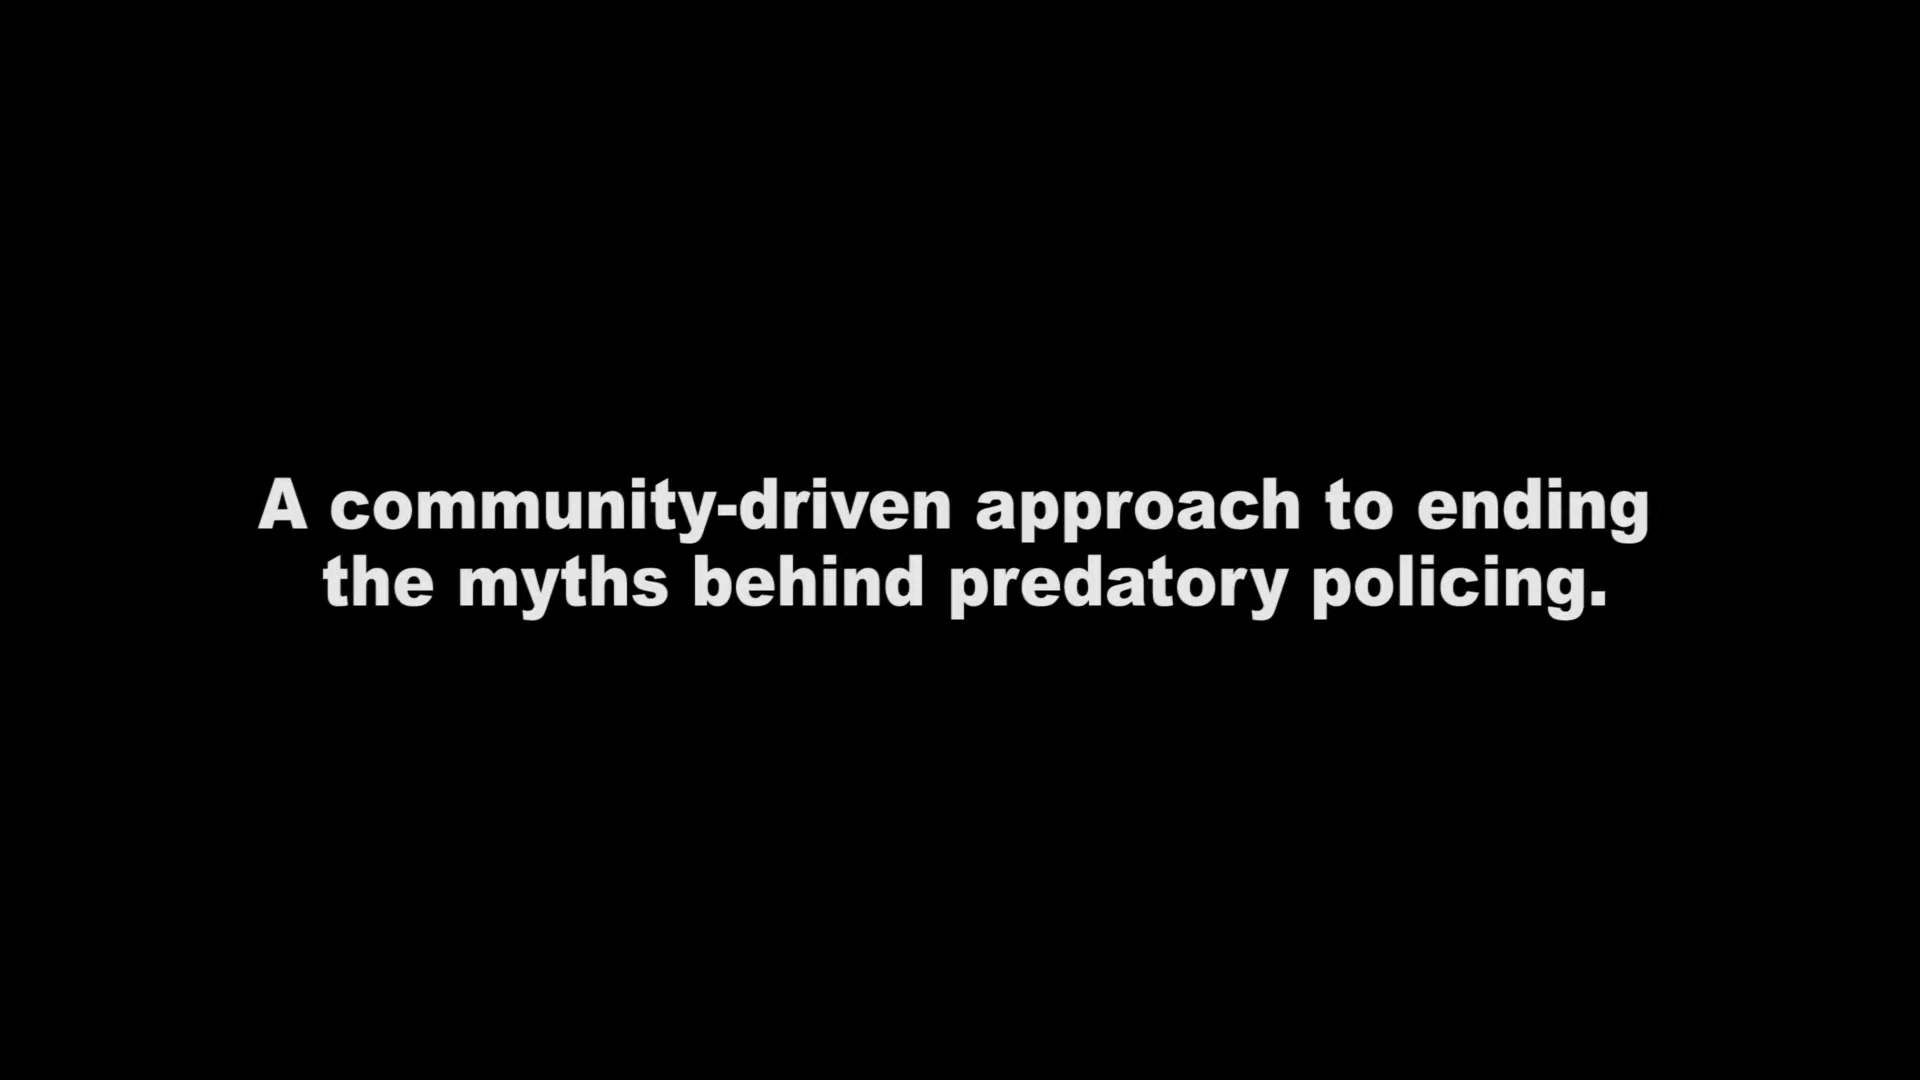 A community-driven approach to ending
the myths behind predatory policing.